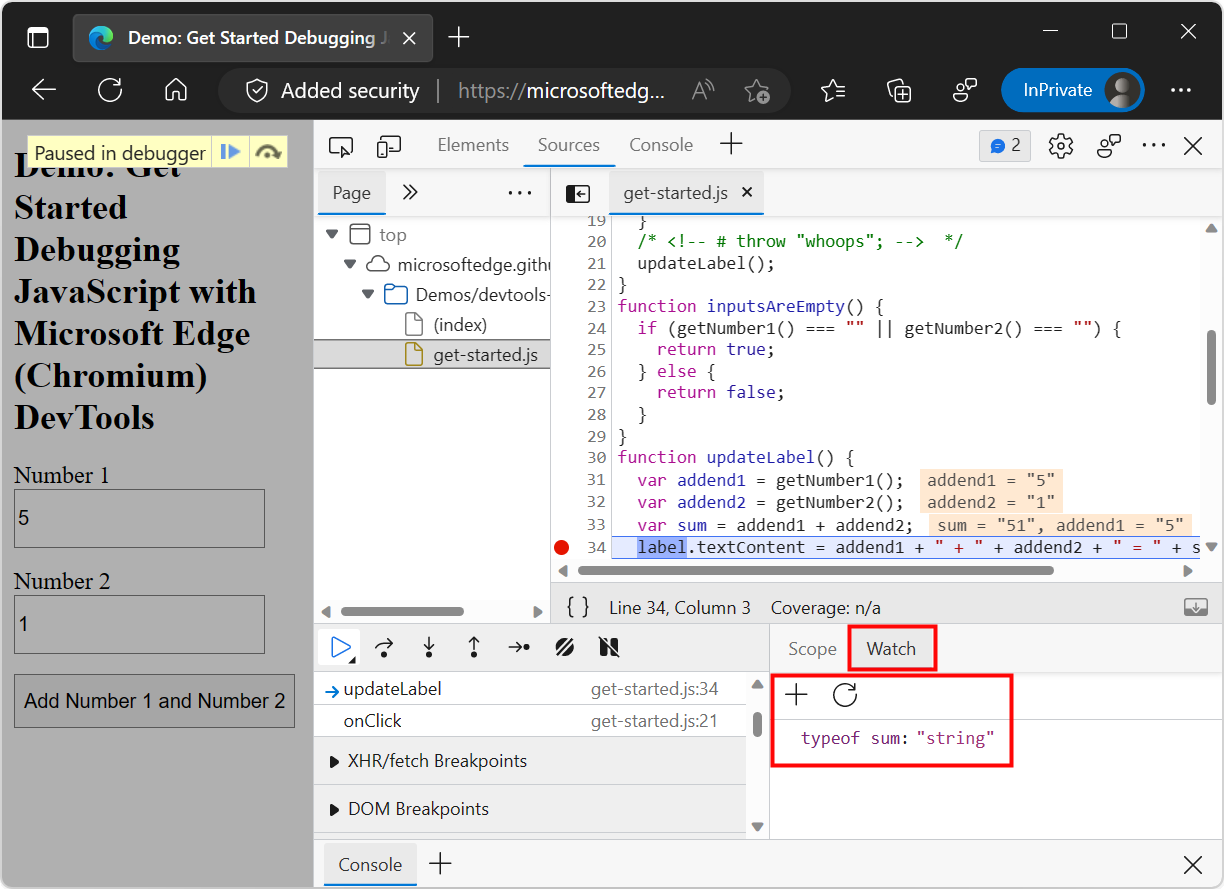 Demo: Get Started Debugging J
Added security
https://microsoftedg...
InPrivate
Paused in debugger
Demo: Get
Started
Debugging
JavaScript with
Microsoft Edge
(Chromium)
DevTools
Number 1
5
Number 2
1
Add Number 1 and Number 2
Elements
Sources
Console
2
Page
top
microsoftedge.githu
Demos/devtools-
(index)
get-started.js
get-started.js
19 }
20 /* <!-- # throw "whoops"; --> */
21 updateLabel();
22 }
23 function inputsAreEmpty() {
24 if (getNumber1() === "" || getNumber2() === "") {
25 return true;
26 } else {
27 return false;
28 }
29 }
30 function updateLabel() {
31 var addend1 = getNumber1(); addend1 = "5"
32 var addend2 = getNumber2(); addend2 = "1"
33 var sum = addend1 + addend2; sum = "51", addend1 = "5"
34 label.textContent = addend1 + " + " + addend2 + " = " + s
{ } Line 34, Column 3 Coverage: n/a
updateLabel get-started.js:34
onClick get-started.js:21
XHR/fetch Breakpoints
DOM Breakpoints
Scope
Watch
typeof sum: "string"
Console